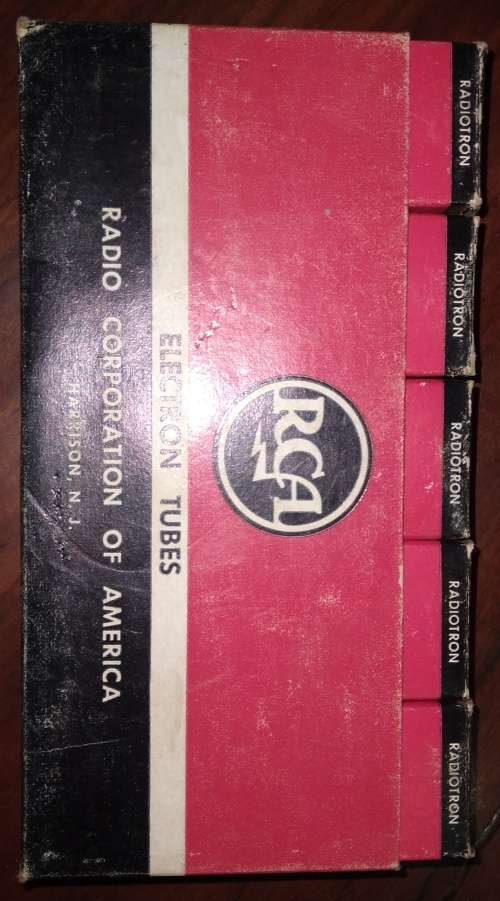 RADIOTRON
RADIOTRON
RADIOTRON
RADIOTRON
RADIOTRON
RCA
ELECTRON TUBES
RADIO CORPORATION OF AMERICA
HARRISON, N.J.